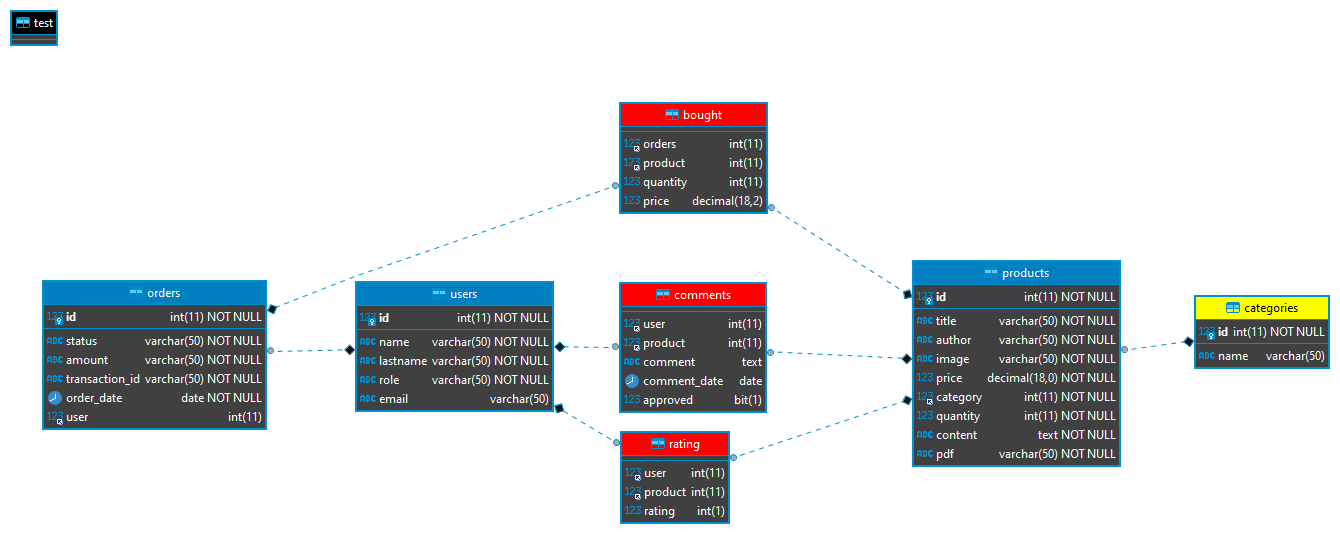 test
bought
orders int(11)
product int(11)
quantity int(11)
price decimal(18,2)
orders
id int(11) NOT NULL
status varchar(50) NOT NULL
amount varchar(50) NOT NULL
transaction_id varchar(50) NOT NULL
order_date date NOT NULL
user int(11)
users
id int(11) NOT NULL
name varchar(50) NOT NULL
lastname varchar(50) NOT NULL
role varchar(50) NOT NULL
email varchar(50)
comments
user int(11)
product int(11)
comment text
comment_date date
approved bit(1)
rating
user int(11)
product int(11)
rating int(1)
products
id int(11) NOT NULL
title varchar(50) NOT NULL
author varchar(50) NOT NULL
image varchar(50) NOT NULL
price decimal(18,0) NOT NULL
category int(11) NOT NULL
quantity int(11) NOT NULL
content text NOT NULL
pdf varchar(50) NOT NULL
categories
id int(11) NOT NULL
name varchar(50)